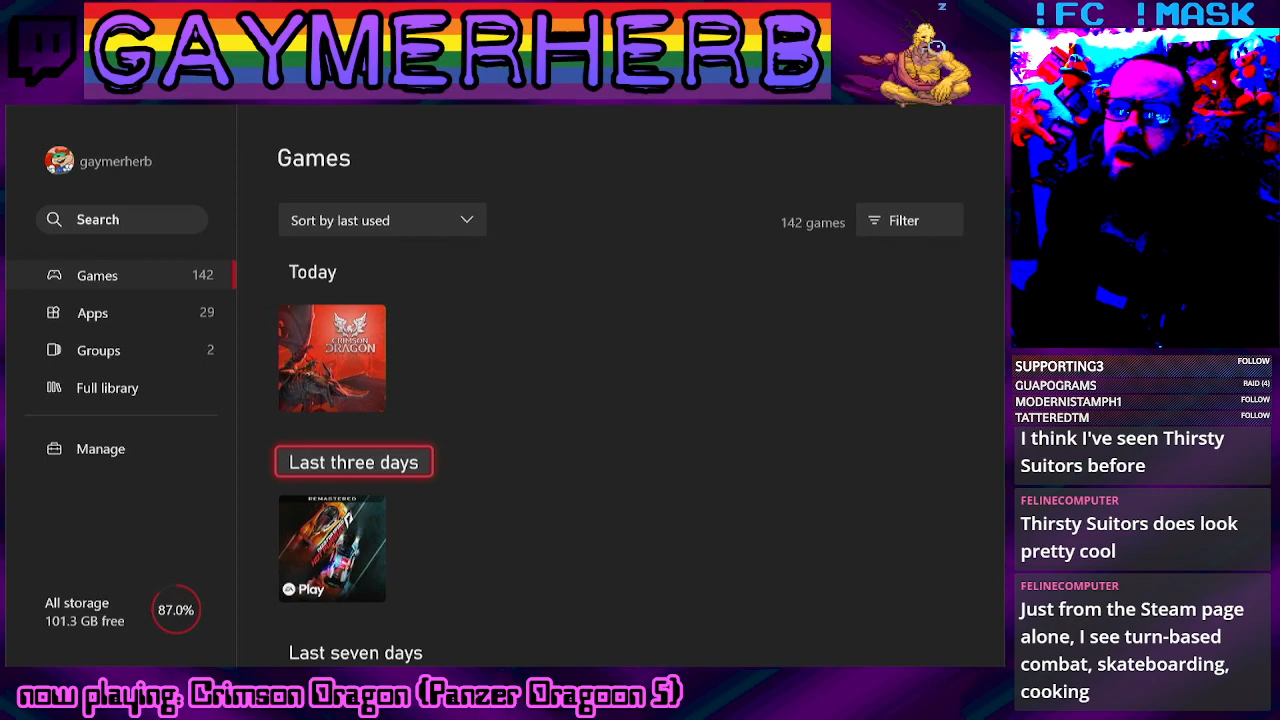 GAYMERHERB
z
!FC !MASK
gaymerherb
Search
Games 142
Apps 29
Groups 2
Full library
Manage
All storage
101.3 GB free
87.0%
Games
Sort by last used
142 games
Filter
Today
CRIMSON
DRAGON
Last three days
REMASTERED
EA Play
Last seven days
SUPPORTING3 FOLLOW
GUAPOGRAMS RAID (4)
MODERNISTAMPH1 FOLLOW
TATTEREDTM FOLLOW
I think I've seen Thirsty
Suitors before
FELINECOMPUTER
Thirsty Suitors does look
pretty cool
FELINECOMPUTER
Just from the Steam page
alone, I see turn-based
combat, skateboarding,
cooking
now playing: Crimson Dragon (Panzer Dragoon 5)